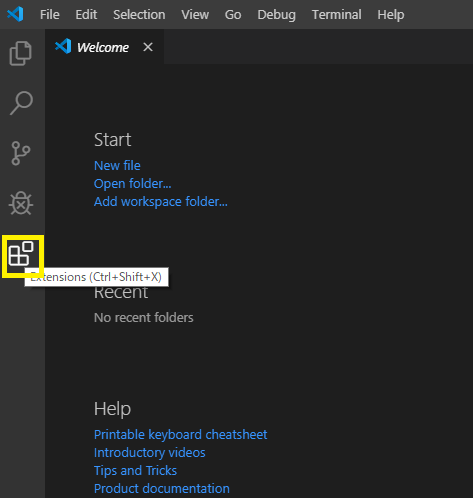 File Edit Selection View Go Debug Terminal Help
Welcome
Start
New file
Open folder...
Add workspace folder...
Extensions (Ctrl+Shift+X)
Recent
No recent folders
Help
Printable keyboard cheatsheet
Introductory videos
Tips and Tricks
Product documentation